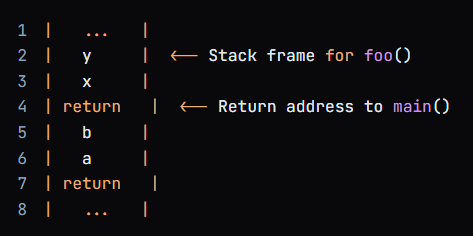 1 |   ...   |
2 |   y     |  <-- Stack frame for foo()
3 |   x     |
4 | return   |  <-- Return address to main()
5 |   b     |
6 |   a     |
7 | return   |
8 |   ...   |